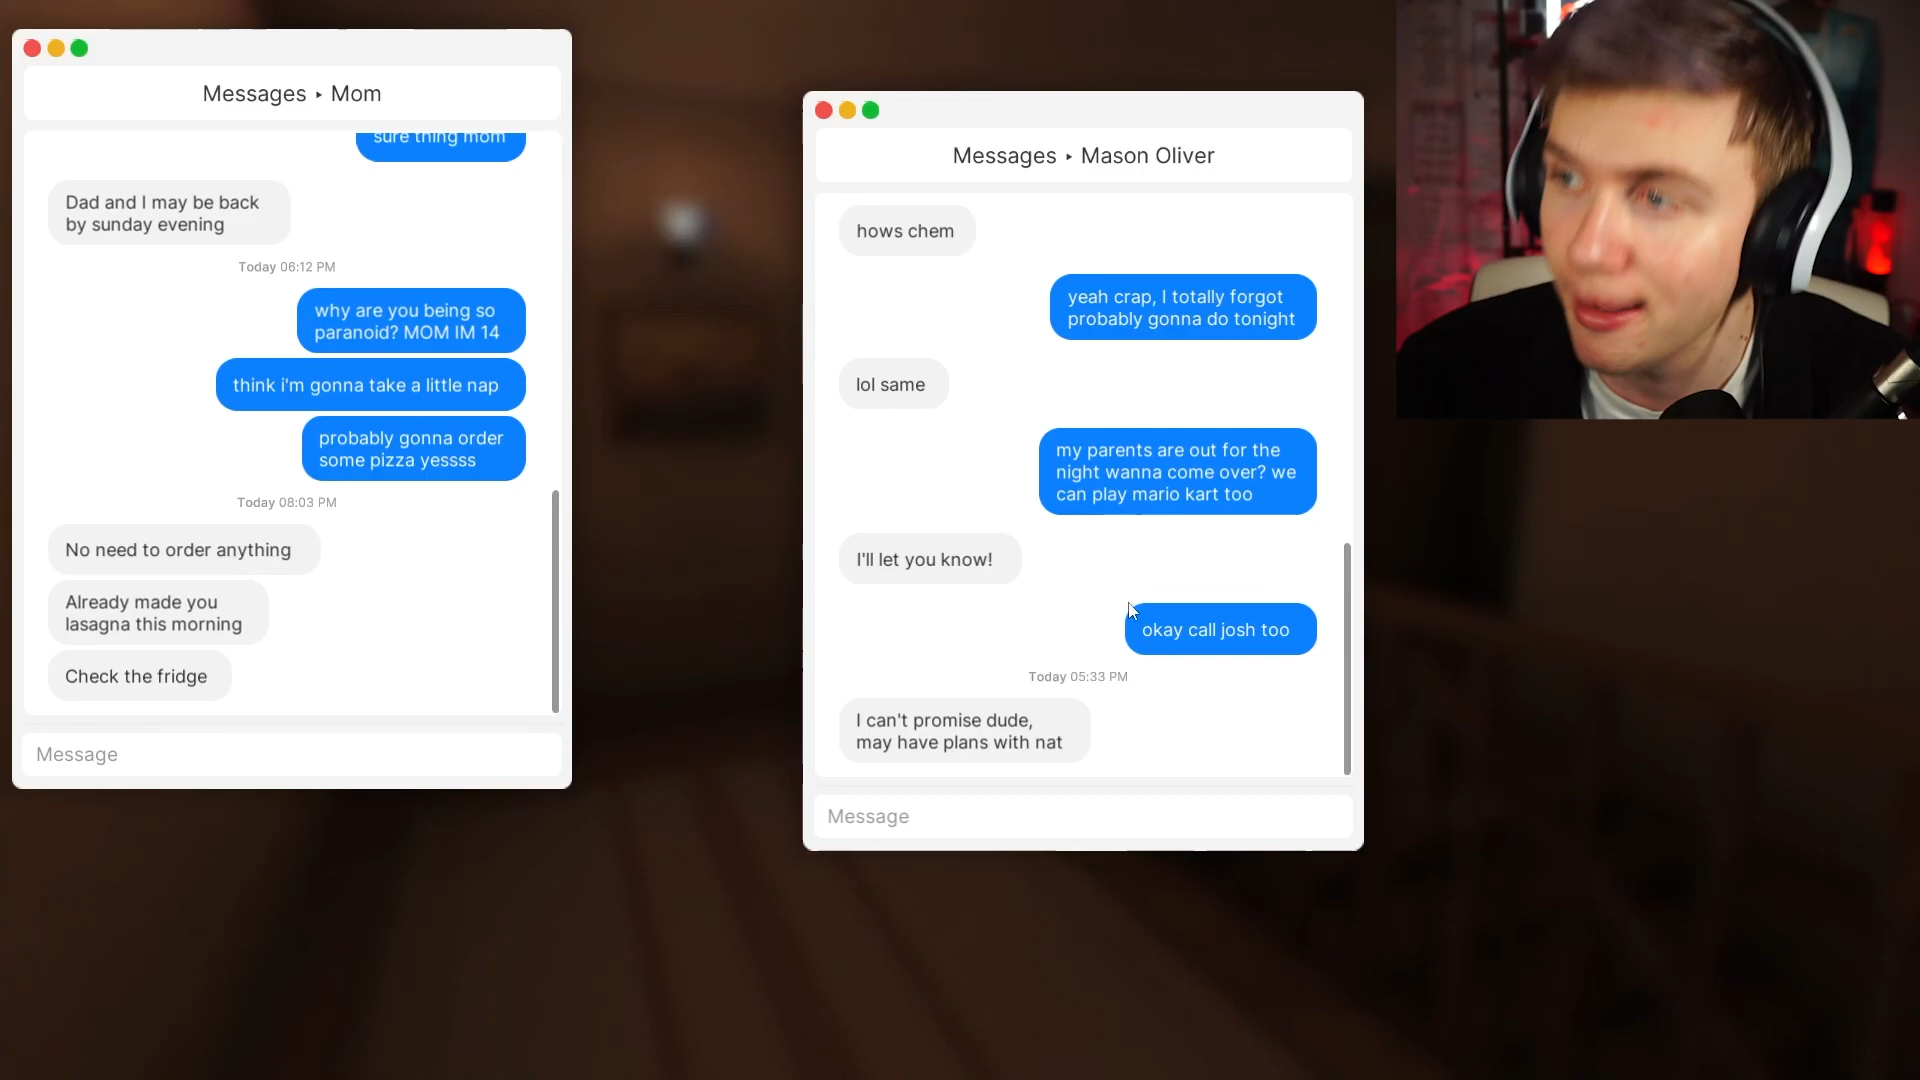 Messages ▸ Mom
sure thing mom
Dad and I may be back
by sunday evening
Today 06:12 PM
why are you being so
paranoid? MOM IM 14
think i'm gonna take a little nap
probably gonna order
some pizza yessss
Today 08:03 PM
No need to order anything
Already made you
lasagna this morning
Check the fridge
Message
Messages ▸ Mason Oliver
hows chem
yeah crap, I totally forgot
probably gonna do tonight
lol same
my parents are out for the
night wanna come over? we
can play mario kart too
I'll let you know!
okay call josh too
Today 05:33 PM
I can't promise dude,
may have plans with nat
Message